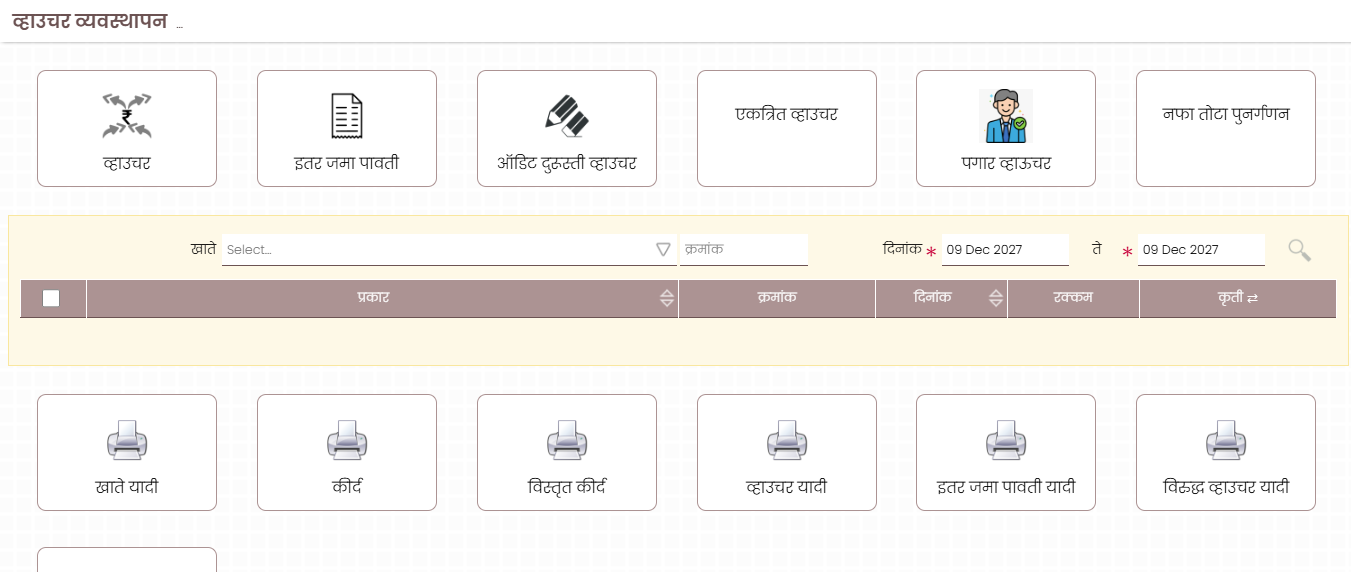 व्हाउचर व्यवस्थापन ...
व्हाउचर
इतर जमा पावती
ऑडिट दुरूस्ती व्हाउचर
एकत्रित व्हाउचर
पगार व्हाऊचर
नफा तोटा पुनर्गणन
खाते Select... क्रमांक दिनांक * 09 Dec 2027 ते * 09 Dec 2027
प्रकार क्रमांक दिनांक रक्कम कृती ⇄
खाते यादी
कीर्द
विस्तृत कीर्द
व्हाउचर यादी
इतर जमा पावती यादी
विरुद्ध व्हाउचर यादी